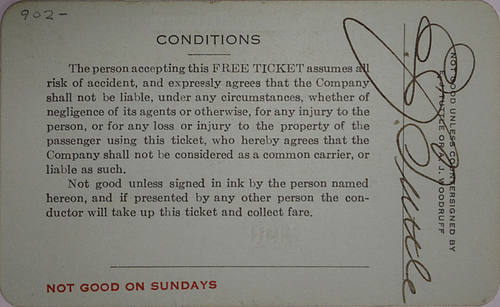 902-
CONDITIONS
The person accepting this FREE TICKET assumes all
risk of accident, and expressly agrees that the Company
shall not be liable, under any circumstances, whether of
negligence of its agents or otherwise, for any injury to the
person, or for any loss or injury to the property of the
passenger using this ticket, who hereby agrees that the
Company shall not be considered as a common carrier, or
liable as such.
Not good unless signed in ink by the person named
hereon, and if presented by any other person the con-
ductor will take up this ticket and collect fare.
NOT GOOD ON SUNDAYS
NOT GOOD UNLESS COUNTERSIGNED BY
TUTTLE OR A. J. WOODRUFF
Tuttle